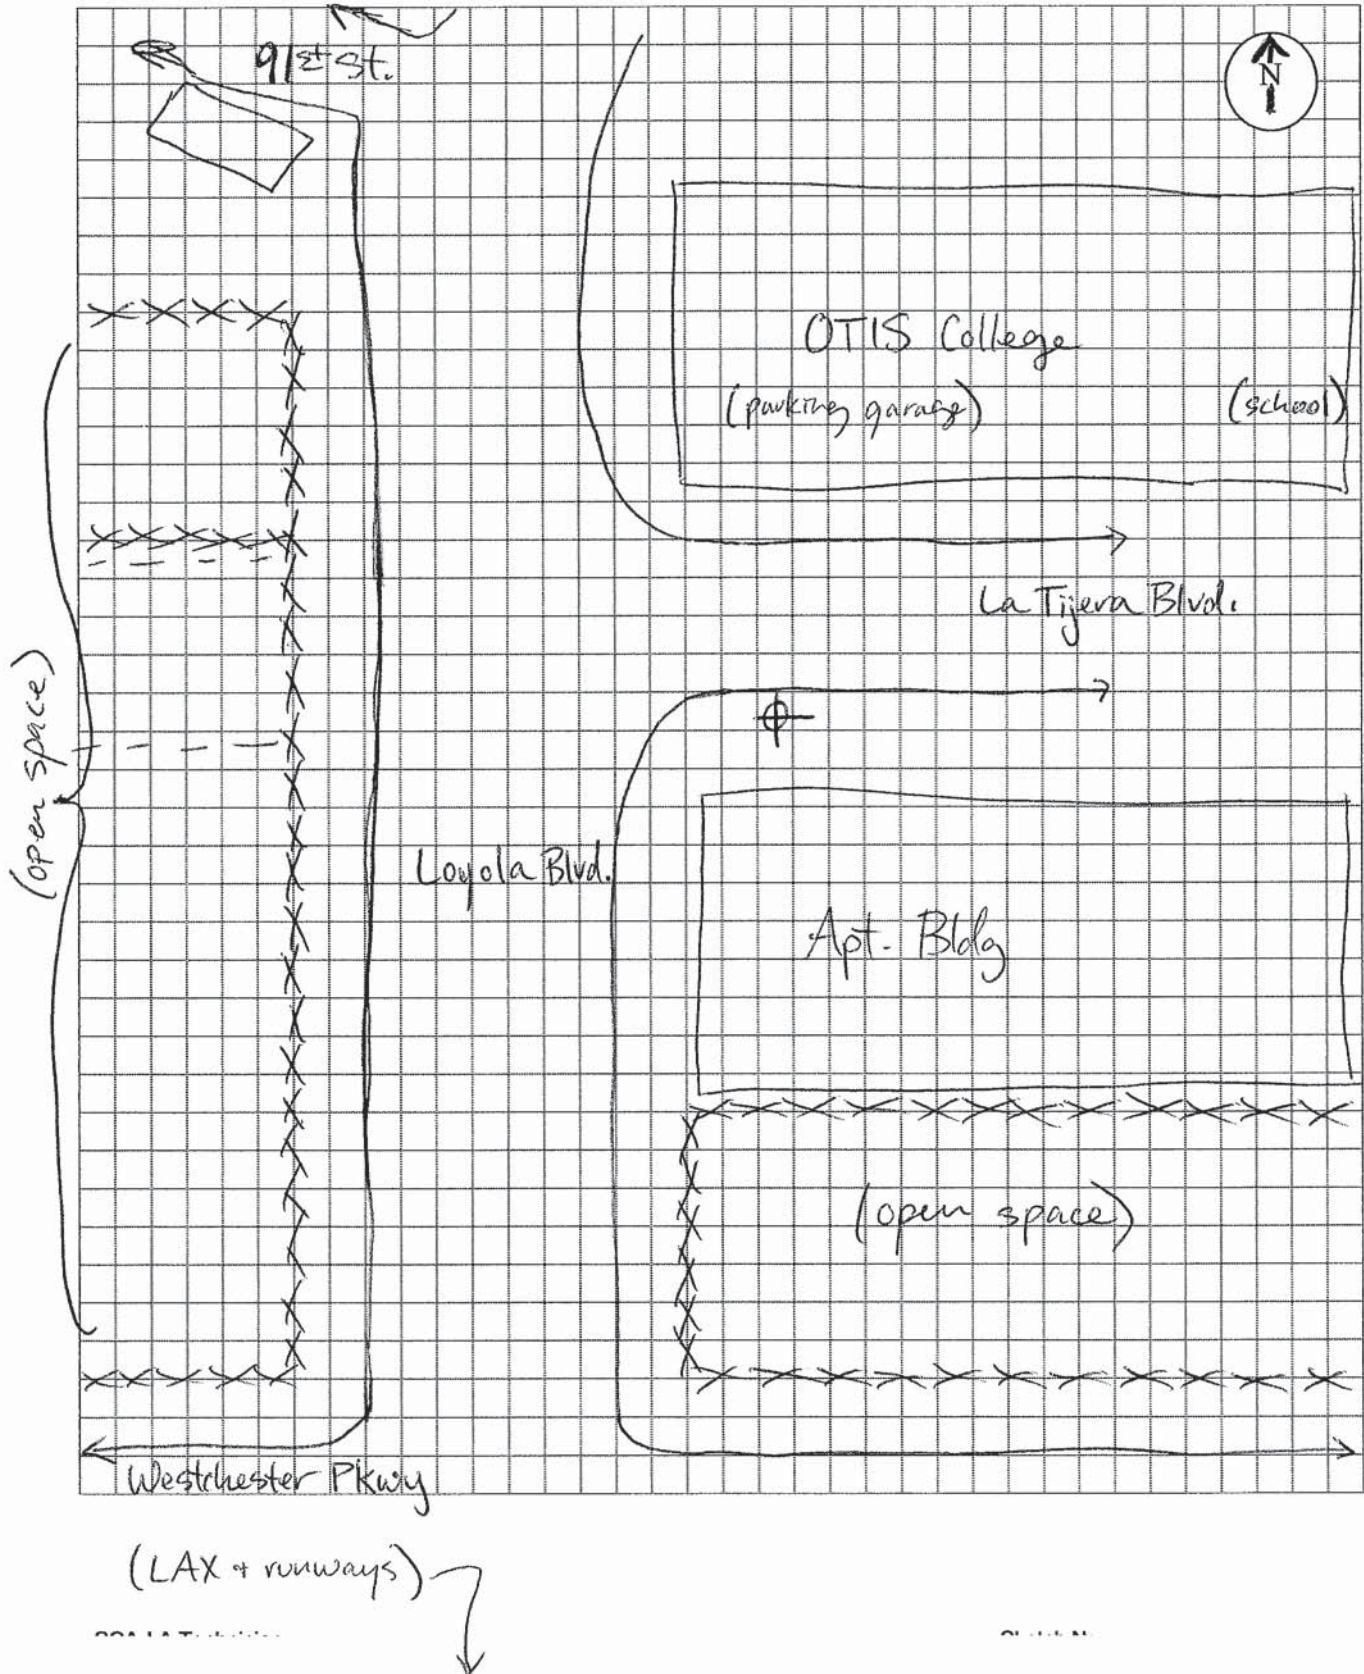 91st St.
N
OTIS College
(parking garage)
(school)
La Tijera Blvd.
(open space)
Loyola Blvd.
Apt. Bldg
(open space)
Westchester Pkwy
(LAX + runways)